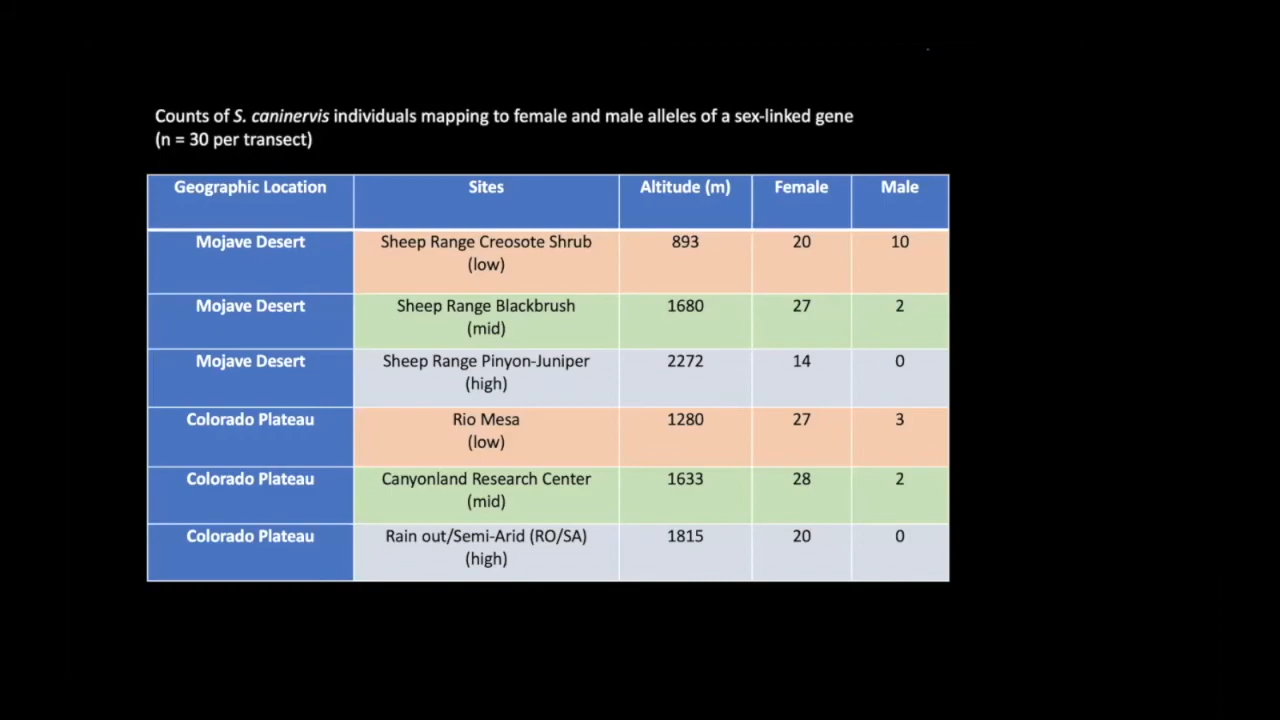 Counts of S. caninervis individuals mapping to female and male alleles of a sex-linked gene
(n = 30 per transect)
Geographic Location Sites Altitude (m) Female Male
Mojave Desert Sheep Range Creosote Shrub 893 20 10
(low)
Mojave Desert Sheep Range Blackbrush 1680 27 2
(mid)
Mojave Desert Sheep Range Pinyon-Juniper 2272 14 0
(high)
Colorado Plateau Rio Mesa 1280 27 3
(low)
Colorado Plateau Canyonland Research Center 1633 28 2
(mid)
Colorado Plateau Rain out/Semi-Arid (RO/SA) 1815 20 0
(high)